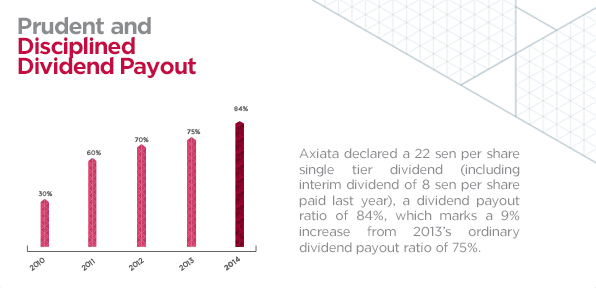 Prudent and
Disciplined
Dividend Payout
84%
75%
70%
60%
30%
2010
2011
2012
2013
2014
Axiata declared a 22 sen per share
single tier dividend (including
interim dividend of 8 sen per share
paid last year), a dividend payout
ratio of 84%, which marks a 9%
increase from 2013's ordinary
dividend payout ratio of 75%.